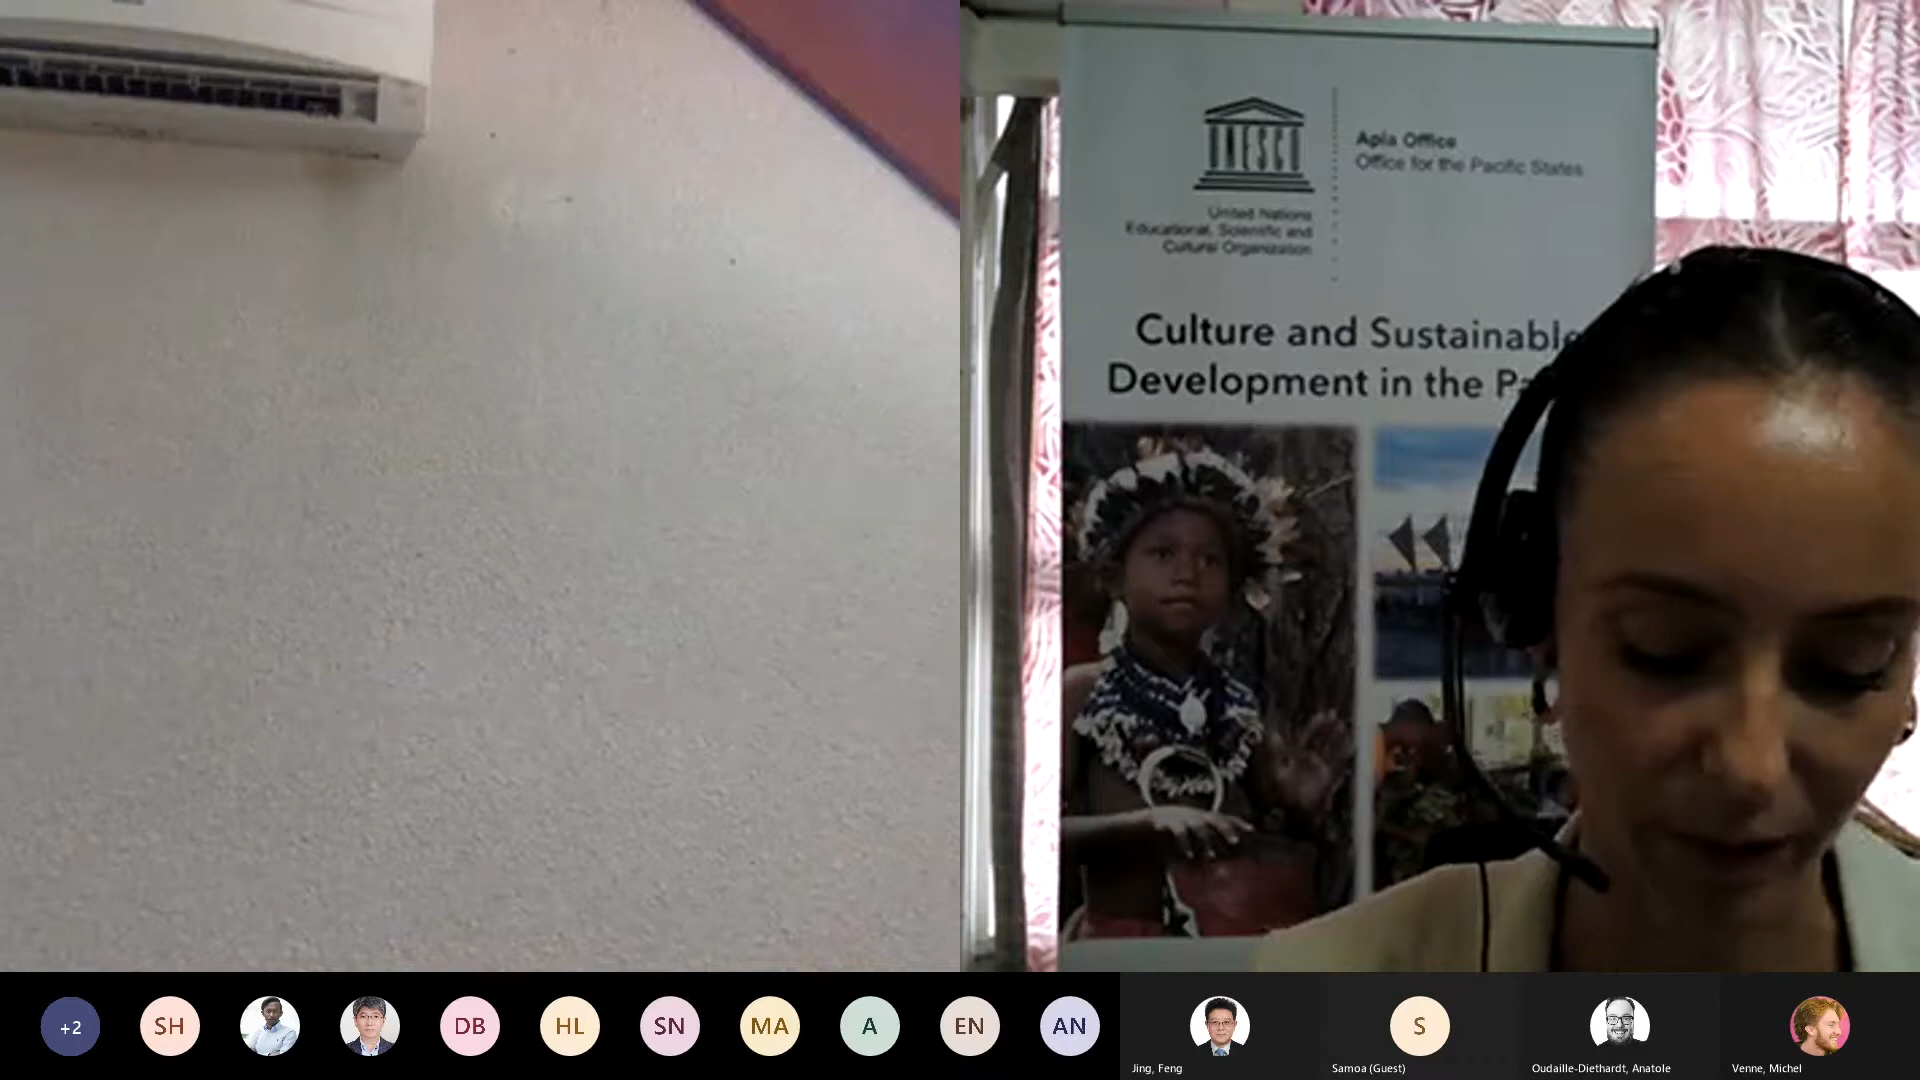 UNESCO
United Nations
Educational, Scientific and
Cultural Organization
Apia Office
Office for the Pacific States
Culture and Sustainable
Development in the
+2
SH
DB
HL
SN
MA
A
EN
AN
S
Jing, Feng
Samoa (Guest)
Oudaille-Diethardt, Anatole
Venne, Michel